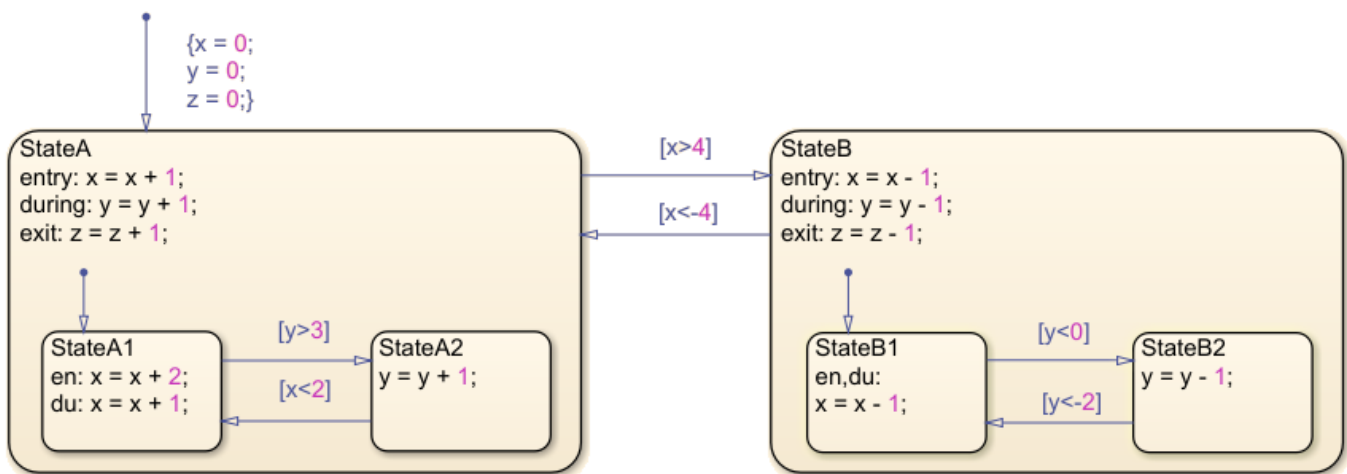 {x = 0;
y = 0;
z = 0;}
StateA
entry: x = x + 1;
during: y = y + 1;
exit: z = z + 1;
[x>4]
[x<-4]
StateB
entry: x = x - 1;
during: y = y - 1;
exit: z = z - 1;
StateA1
en: x = x + 2;
du: x = x + 1;
[y>3]
[x<2]
StateA2
y = y + 1;
StateB1
en,du:
x = x - 1;
[y<0]
[y<-2]
StateB2
y = y - 1;